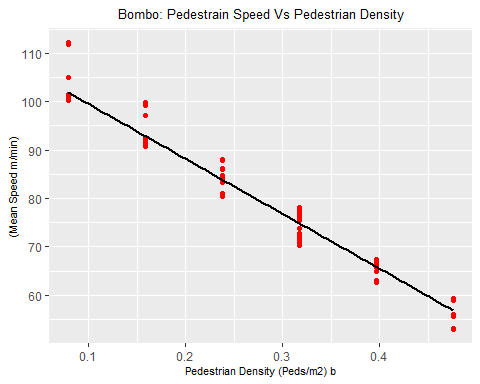 Bombo: Pedestrain Speed Vs Pedestrian Density
(Mean Speed m/min)
110
100
90
80
70
60
0.1 0.2 0.3 0.4
Pedestrian Density (Peds/m2) b